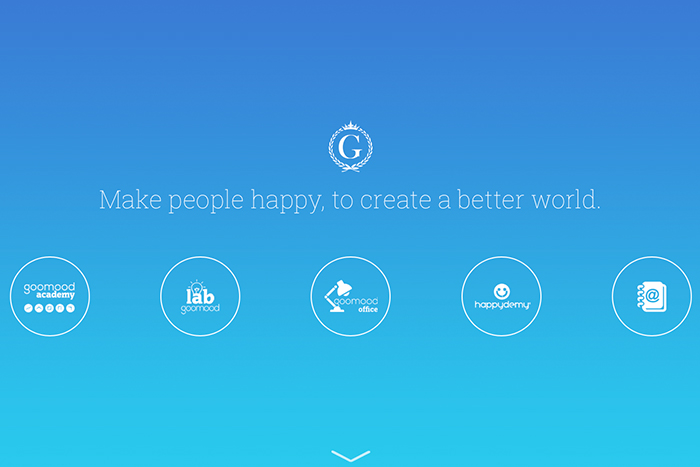 G
Make people happy, to create a better world.
goomood
academy
lab
goomood
goomood
office
happydemy
@